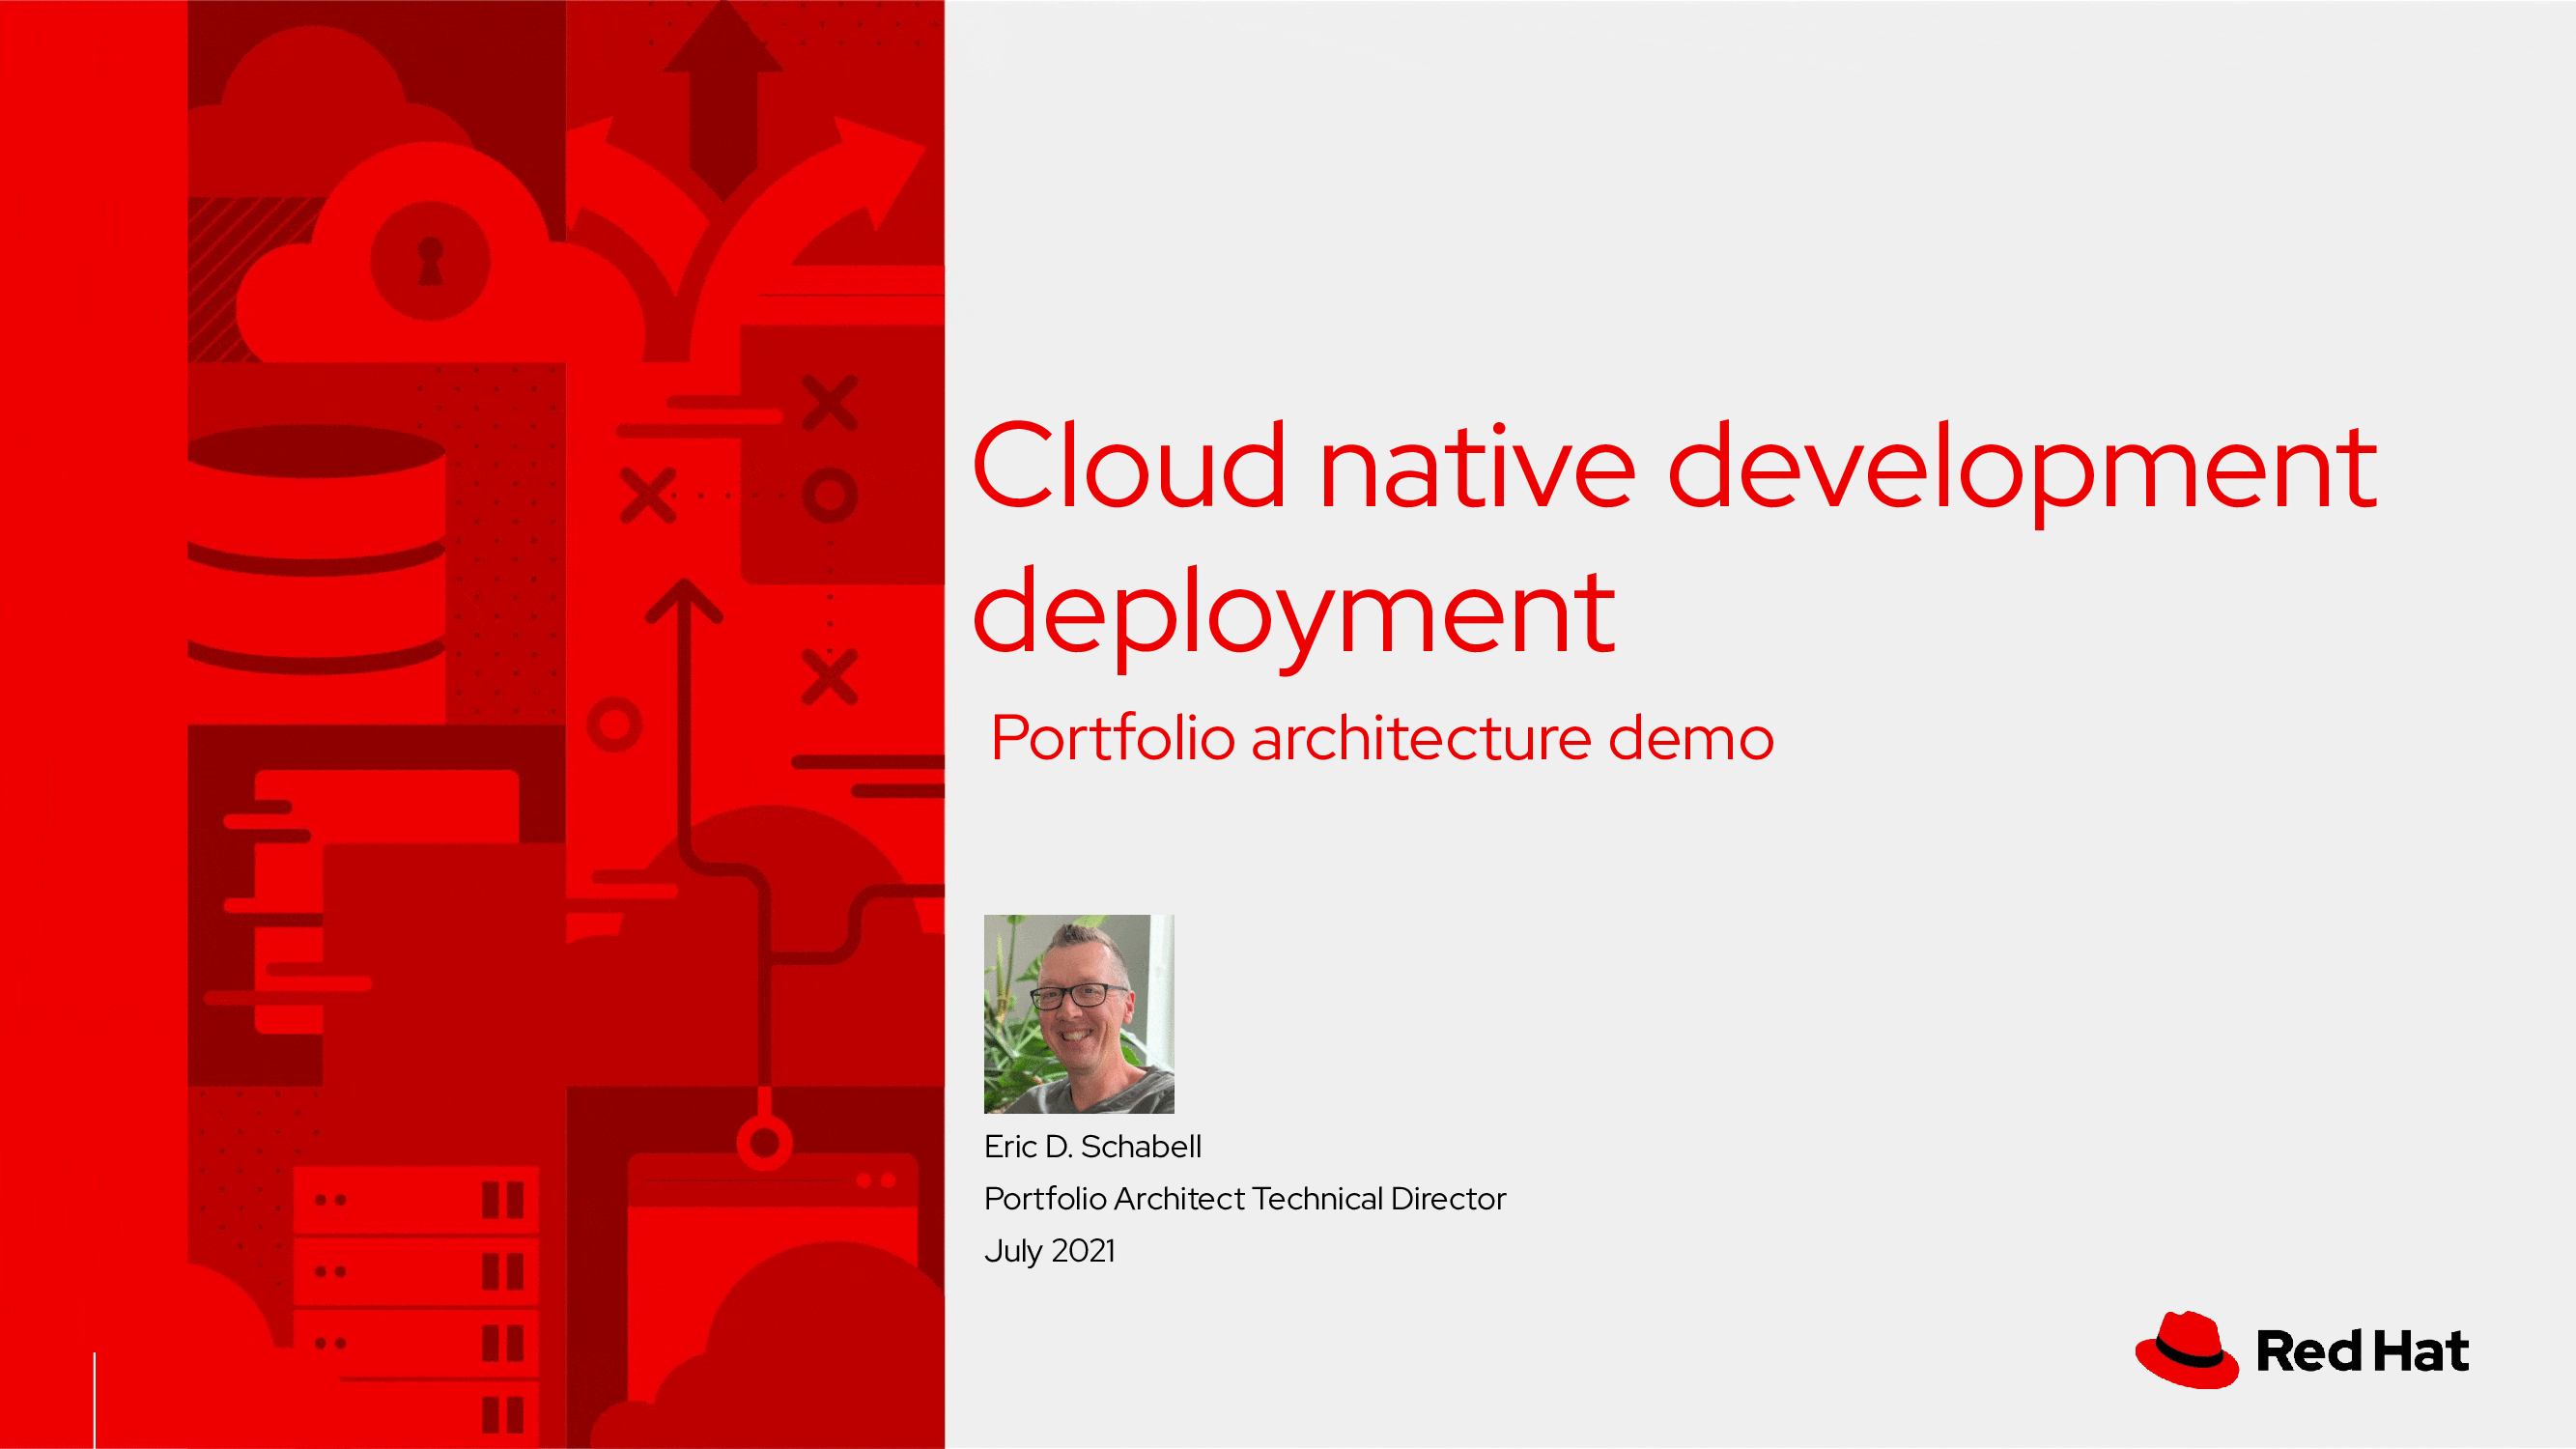 Cloud native development
deployment
Portfolio architecture demo
Eric D. Schabell
Portfolio Architect Technical Director
July 2021
Red Hat